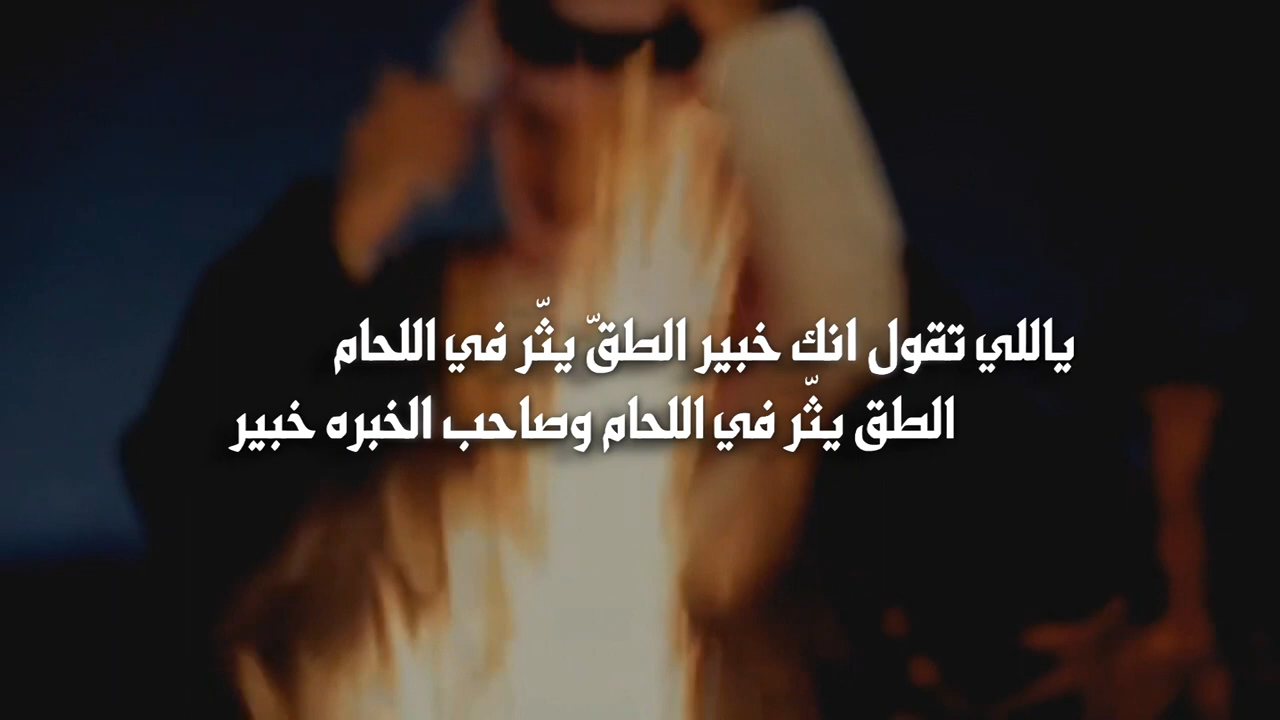 ياللي تقول انك خبير الطقّ يثّر في اللحام
الطق يثّر في اللحام وصاحب الخبره خبير